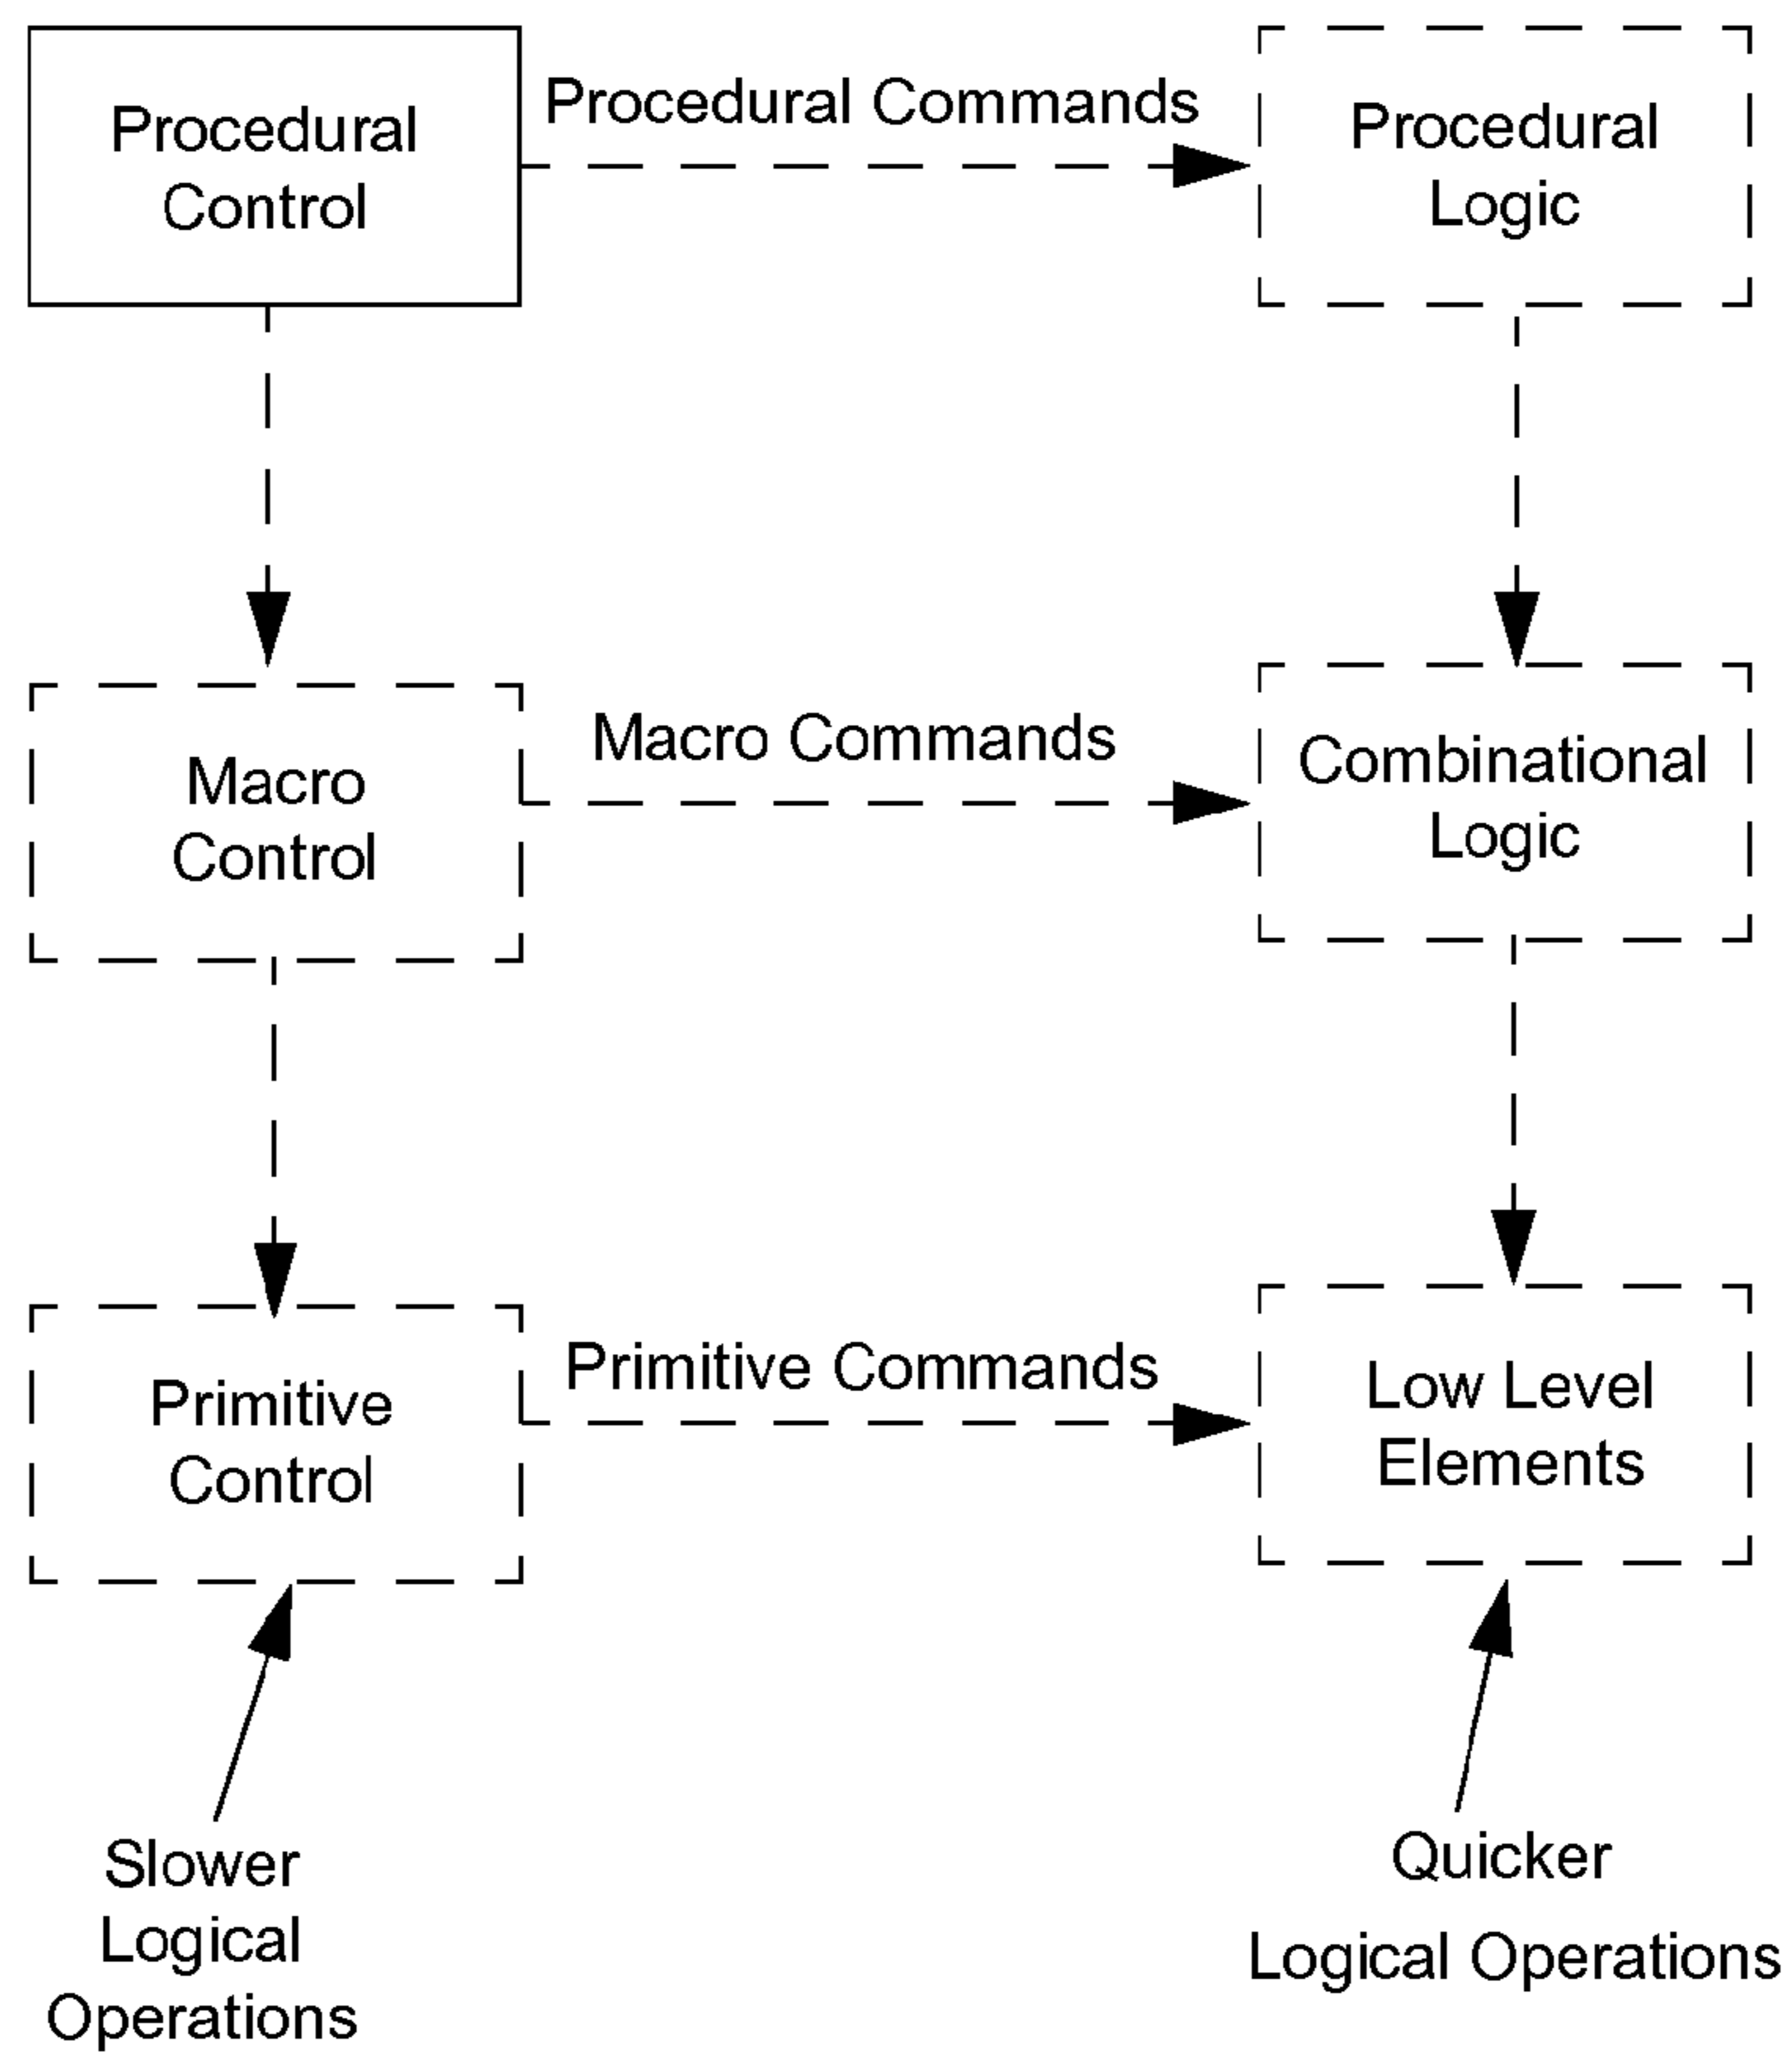 Procedural
Control
Procedural Commands
Procedural
Logic
Macro
Control
Macro Commands
Combinational
Logic
Primitive
Control
Primitive Commands
Low Level
Elements
Slower
Logical
Operations
Quicker
Logical Operations